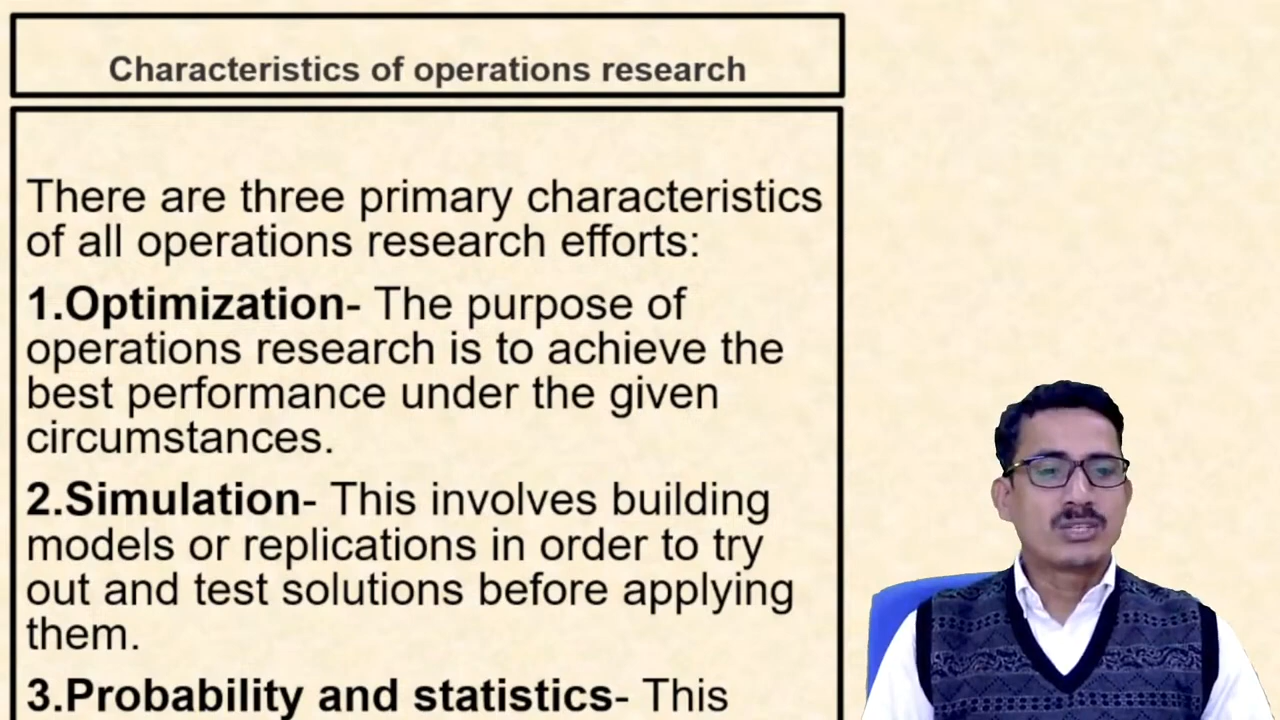 Characteristics of operations research
There are three primary characteristics
of all operations research efforts:
1.Optimization- The purpose of
operations research is to achieve the
best performance under the given
circumstances.
2.Simulation- This involves building
models or replications in order to try
out and test solutions before applying
them.
3.Probability and statistics- This